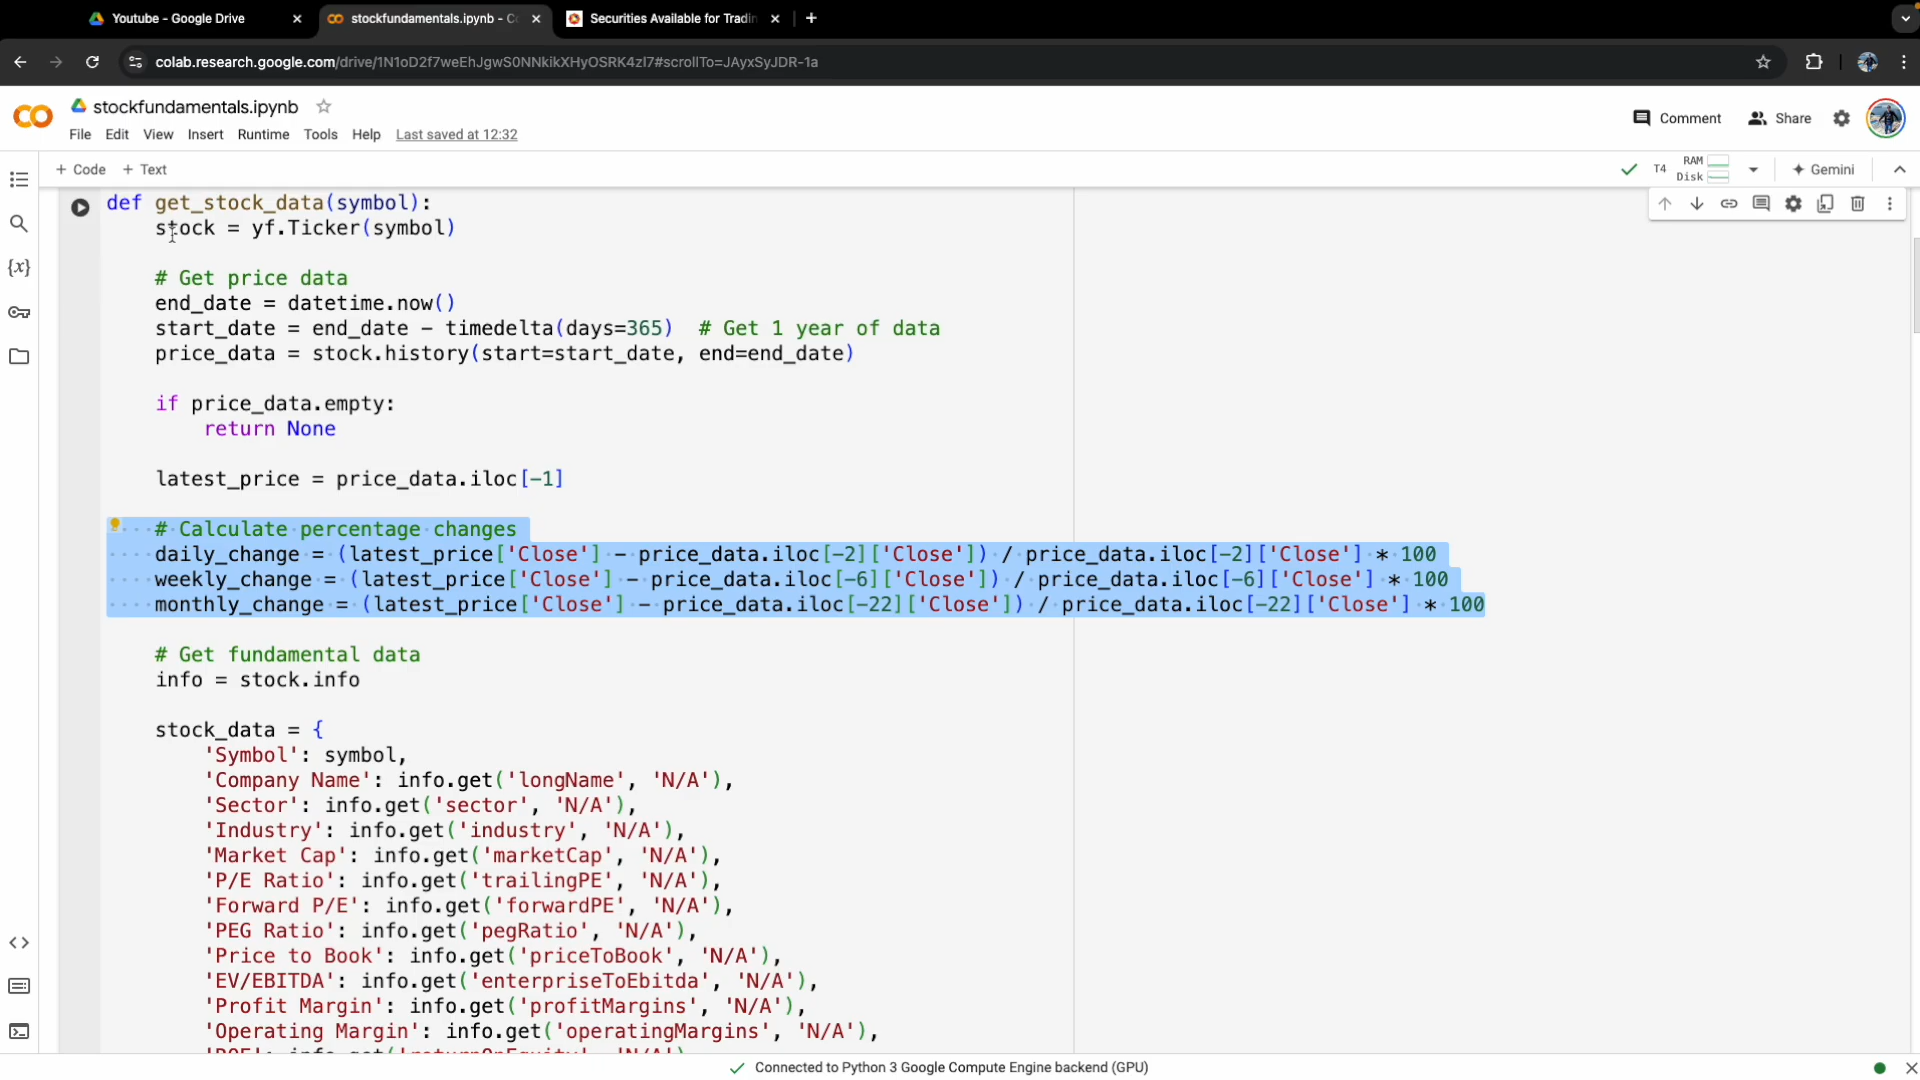 Youtube - Google Drive
stockfundamentals.ipynb - C
Securities Available for Tradin
colab.research.google.com/drive/1N1oD2f7weEhJgwS0NNkikXHyOSRK4zI7#scrollTo=JAyxSyJDR-1a
stockfundamentals.ipynb
File Edit View Insert Runtime Tools Help Last saved at 12:32
Comment Share
+ Code + Text
T4 RAM Disk Gemini
def get_stock_data(symbol):
stock = yf.Ticker(symbol)
# Get price data
end_date = datetime.now()
start_date = end_date - timedelta(days=365)  # Get 1 year of data
price_data = stock.history(start=start_date, end=end_date)
if price_data.empty:
return None
latest_price = price_data.iloc[-1]
# Calculate percentage changes
daily_change = (latest_price['Close'] - price_data.iloc[-2]['Close']) / price_data.iloc[-2]['Close'] * 100
weekly_change = (latest_price['Close'] - price_data.iloc[-6]['Close']) / price_data.iloc[-6]['Close'] * 100
monthly_change = (latest_price['Close'] - price_data.iloc[-22]['Close']) / price_data.iloc[-22]['Close'] * 100
# Get fundamental data
info = stock.info
stock_data = {
'Symbol': symbol,
'Company Name': info.get('longName', 'N/A'),
'Sector': info.get('sector', 'N/A'),
'Industry': info.get('industry', 'N/A'),
'Market Cap': info.get('marketCap', 'N/A'),
'P/E Ratio': info.get('trailingPE', 'N/A'),
'Forward P/E': info.get('forwardPE', 'N/A'),
'PEG Ratio': info.get('pegRatio', 'N/A'),
'Price to Book': info.get('priceToBook', 'N/A'),
'EV/EBITDA': info.get('enterpriseToEbitda', 'N/A'),
'Profit Margin': info.get('profitMargins', 'N/A'),
'Operating Margin': info.get('operatingMargins', 'N/A'),
Connected to Python 3 Google Compute Engine backend (GPU)